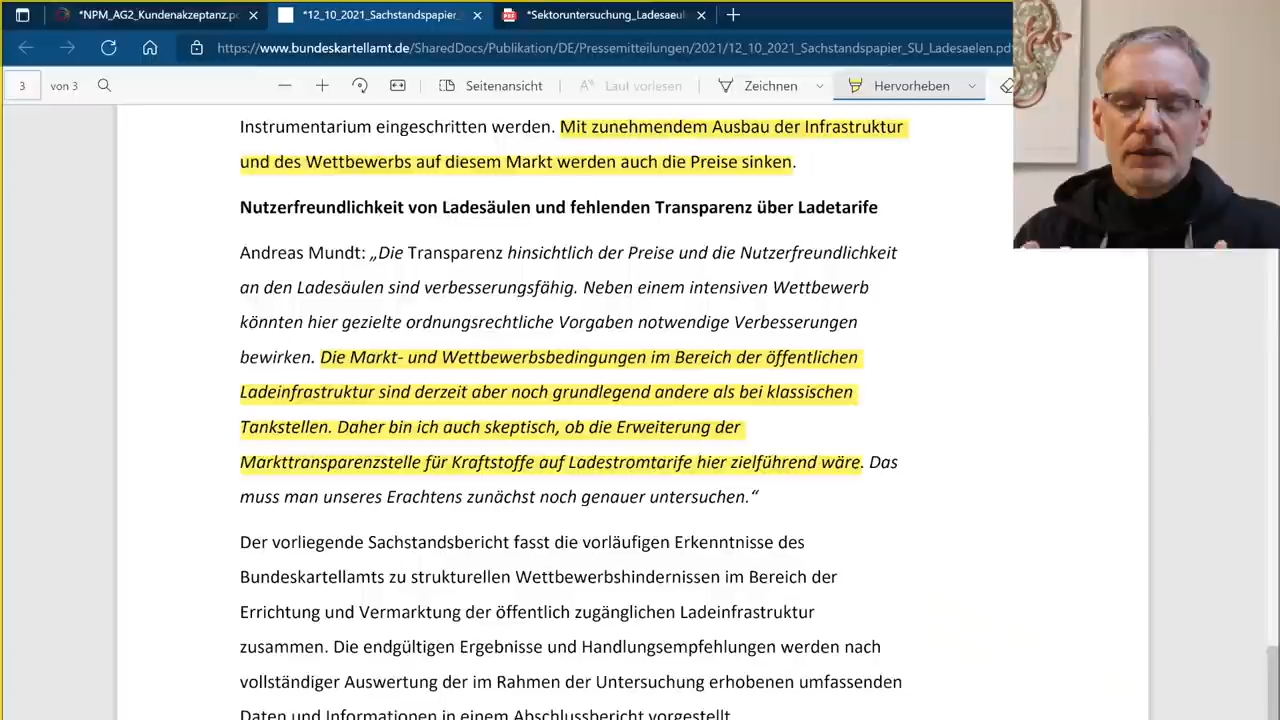 *NPM_AG2_Kundenakzeptanz.p
*12_10_2021_Sachstandspapier_
*Sektoruntersuchung_Ladesaeul
https://www.bundeskartellamt.de/SharedDocs/Publikation/DE/Pressemitteilungen/2021/12_10_2021_Sachstandspapier_SU_Ladesaelen.pd
3 von 3 Seitenansicht Laut vorlesen Zeichnen Hervorheben
Instrumentarium eingeschritten werden. Mit zunehmendem Ausbau der Infrastruktur
und des Wettbewerbs auf diesem Markt werden auch die Preise sinken.
Nutzerfreundlichkeit von Ladesäulen und fehlenden Transparenz über Ladetarife
Andreas Mundt: „Die Transparenz hinsichtlich der Preise und die Nutzerfreundlichkeit
an den Ladesäulen sind verbesserungsfähig. Neben einem intensiven Wettbewerb
könnten hier gezielte ordnungsrechtliche Vorgaben notwendige Verbesserungen
bewirken. Die Markt- und Wettbewerbsbedingungen im Bereich der öffentlichen
Ladeinfrastruktur sind derzeit aber noch grundlegend andere als bei klassischen
Tankstellen. Daher bin ich auch skeptisch, ob die Erweiterung der
Markttransparenzstelle für Kraftstoffe auf Ladestromtarife hier zielführend wäre. Das
muss man unseres Erachtens zunächst noch genauer untersuchen.“
Der vorliegende Sachstandsbericht fasst die vorläufigen Erkenntnisse des
Bundeskartellamts zu strukturellen Wettbewerbshindernissen im Bereich der
Errichtung und Vermarktung der öffentlich zugänglichen Ladeinfrastruktur
zusammen. Die endgültigen Ergebnisse und Handlungsempfehlungen werden nach
vollständiger Auswertung der im Rahmen der Untersuchung erhobenen umfassenden
Daten und Informationen in einem Abschlussbericht vorgestellt.